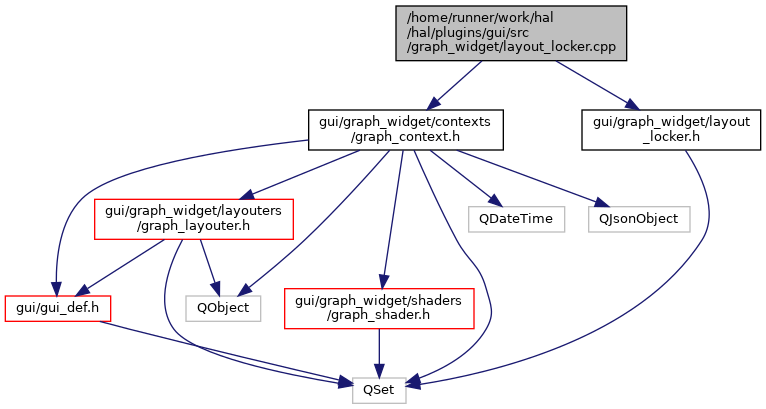 /home/runner/work/hal
/hal/plugins/gui/src
/graph_widget/layout_locker.cpp
gui/graph_widget/contexts
/graph_context.h
gui/graph_widget/layout
_locker.h
gui/graph_widget/layouters
/graph_layouter.h
QDateTime
QJsonObject
gui/gui_def.h
QObject
gui/graph_widget/shaders
/graph_shader.h
QSet